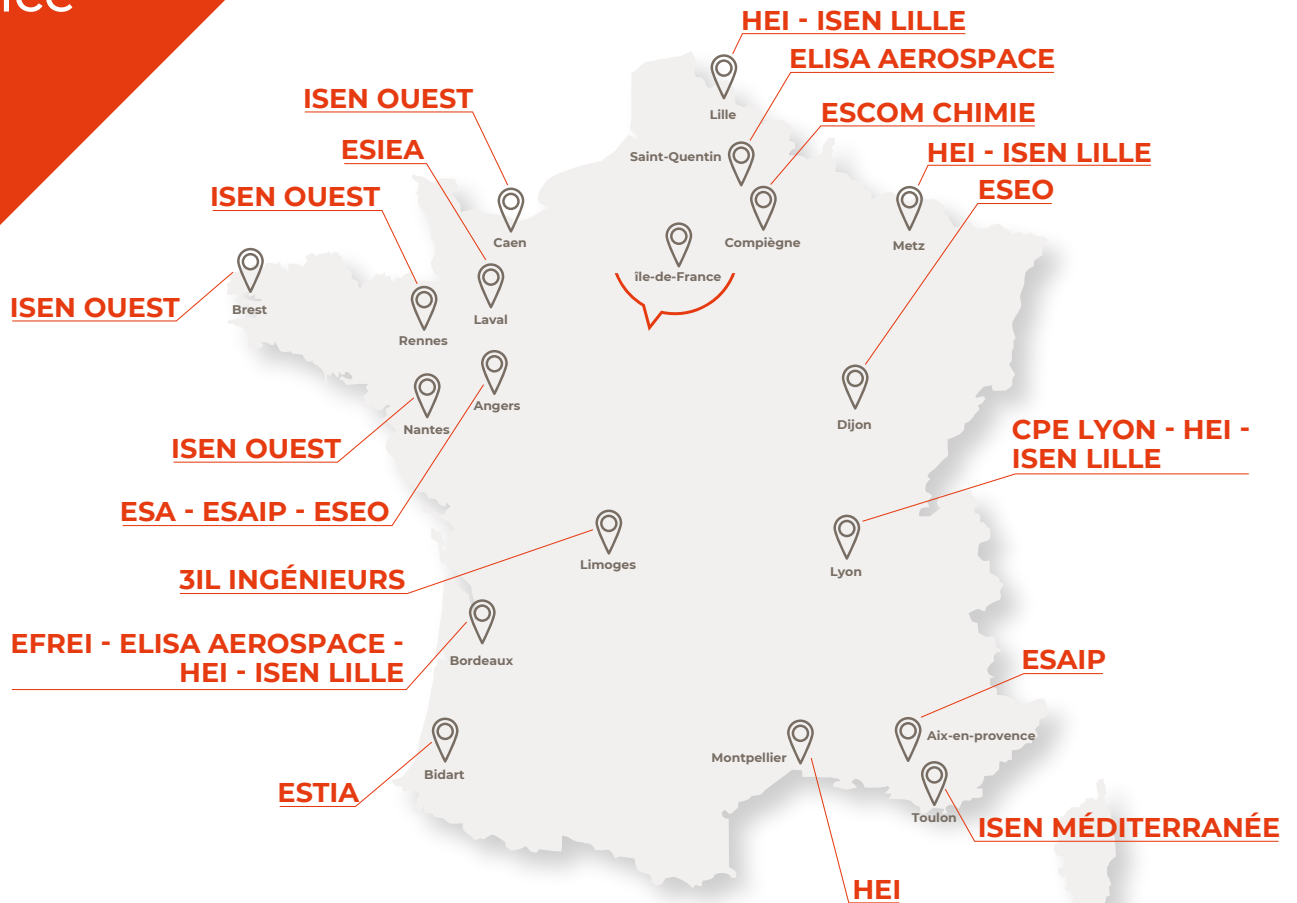 HEI - ISEN LILLE
ELISA AEROSPACE
ISEN OUEST
ESCOM CHIMIE
Lille
ESIEA
Saint-Quentin
HEI - ISEN LILLE
ISEN OUEST
ESEO
Caen
Compiègne
Metz
île-de-France
ISEN OUEST
Brest
Laval
Rennes
Angers
Nantes
Dijon
ISEN OUEST
CPE LYON - HEI -
ISEN LILLE
ESA - ESAIP - ESEO
Limoges
Lyon
3IL INGÉNIEURS
EFREI - ELISA AEROSPACE -
HEI - ISEN LILLE
Bordeaux
ESAIP
Aix-en-provence
Montpellier
Bidart
ESTIA
Toulon
ISEN MÉDITERRANÉE
HEI